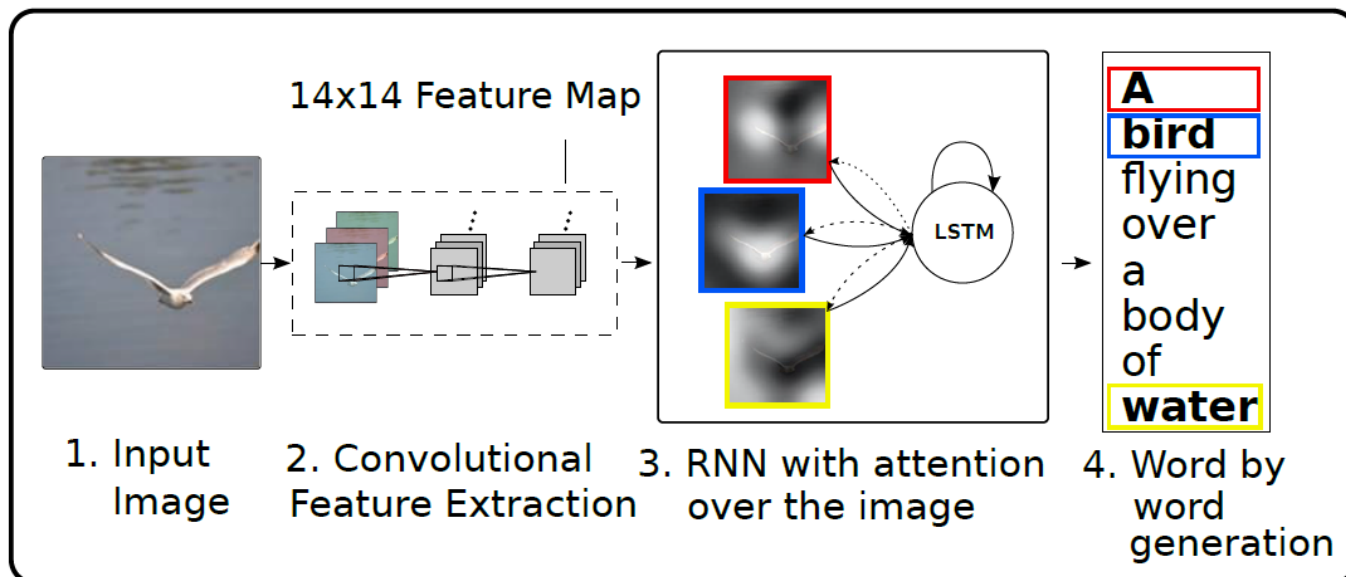 14x14 Feature Map
LSTM
A
bird
flying
over
a
body
of
water
1. Input
Image
2. Convolutional
Feature Extraction
3. RNN with attention
over the image
4. Word by
word
generation